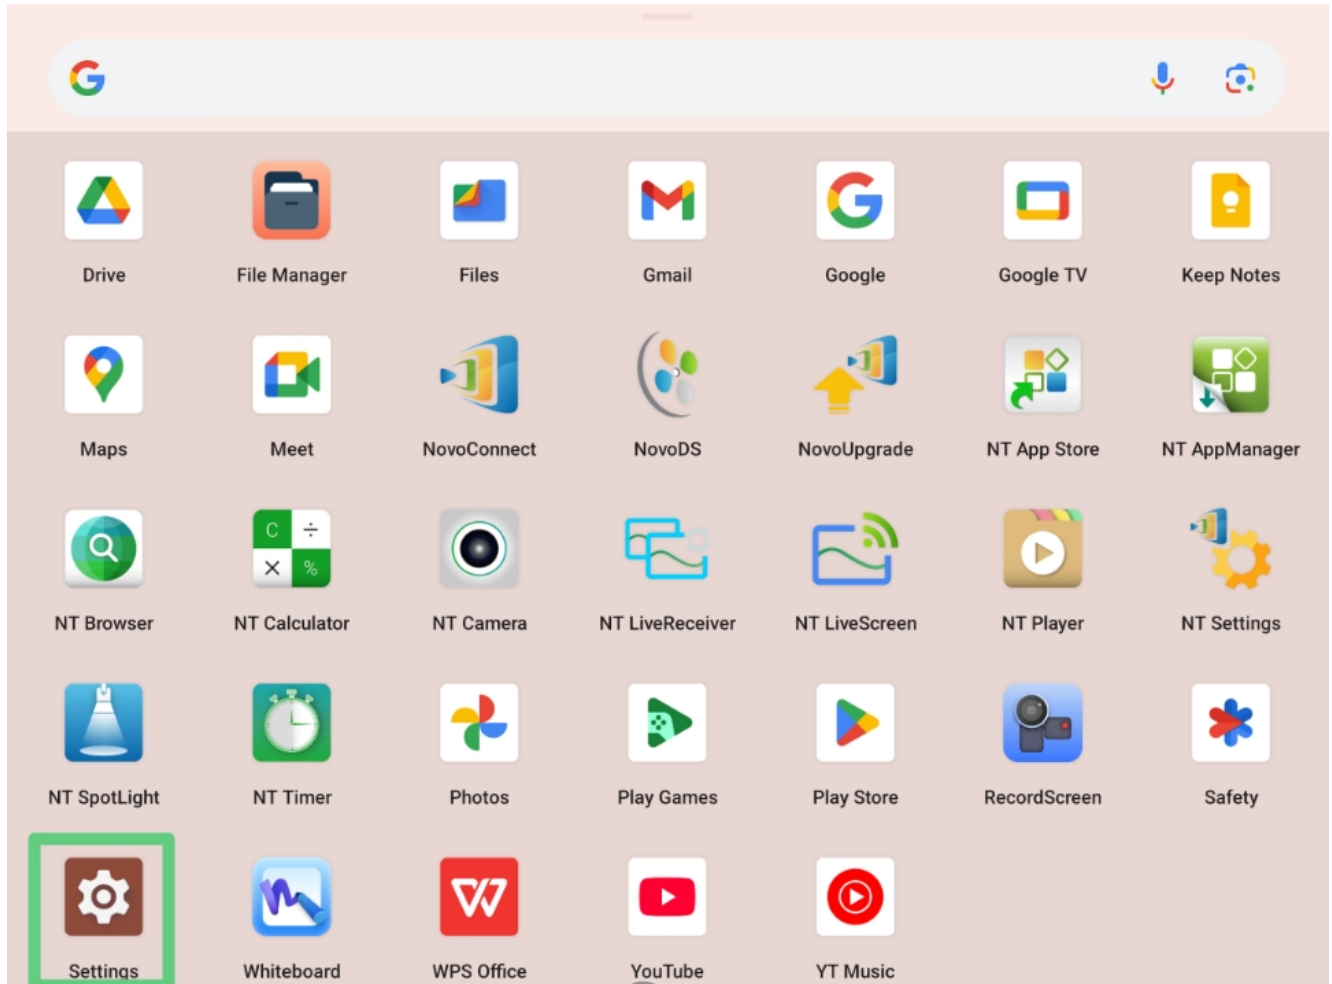 Drive File Manager Files Gmail Google Google TV Keep Notes
Maps Meet NovoConnect NovoDS NovoUpgrade NT App Store NT AppManager
C ÷
× %
NT Browser NT Calculator NT Camera NT LiveReceiver NT LiveScreen NT Player NT Settings
NT SpotLight NT Timer Photos Play Games Play Store RecordScreen Safety
Settings Whiteboard WPS Office YouTube YT Music